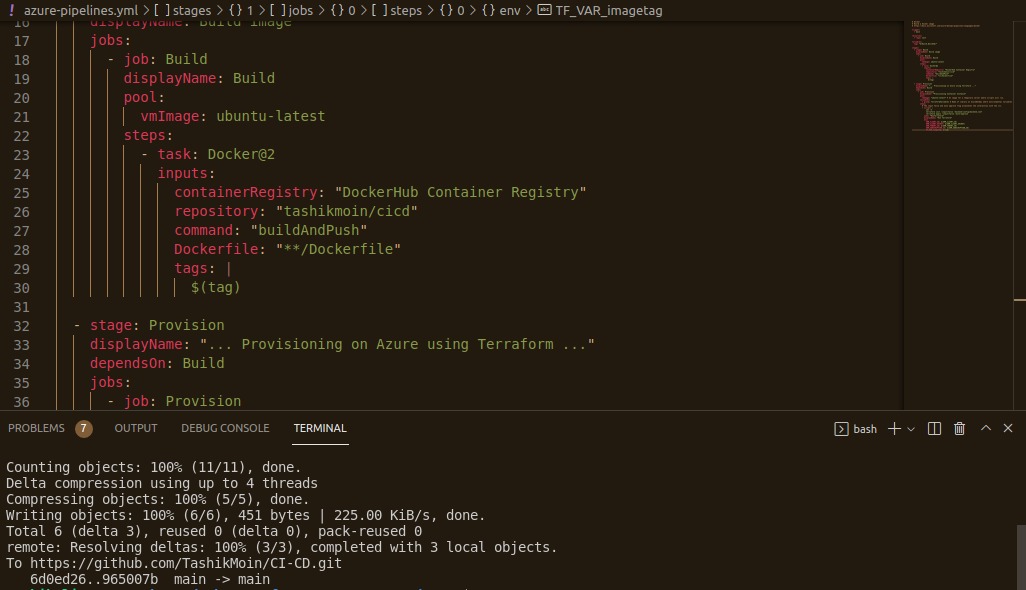 ! azure-pipelines.yml > [ ] stages > {} 1 > [ ] jobs > {} 0 > [ ] steps > {} 0 > {} env > abc TF_VAR_imagetag
16 displayName: Build image
17 jobs:
18 - job: Build
19 displayName: Build
20 pool:
21 vmImage: ubuntu-latest
22 steps:
23 - task: Docker@2
24 inputs:
25 containerRegistry: "DockerHub Container Registry"
26 repository: "tashikmoin/cicd"
27 command: "buildAndPush"
28 Dockerfile: "**/Dockerfile"
29 tags: |
30 $(tag)
31
32 - stage: Provision
33 displayName: "... Provisioning on Azure using Terraform ..."
34 dependsOn: Build
35 jobs:
36 - job: Provision
PROBLEMS 7 OUTPUT DEBUG CONSOLE TERMINAL bash
Counting objects: 100% (11/11), done.
Delta compression using up to 4 threads
Compressing objects: 100% (5/5), done.
Writing objects: 100% (6/6), 451 bytes | 225.00 KiB/s, done.
Total 6 (delta 3), reused 0 (delta 0), pack-reused 0
remote: Resolving deltas: 100% (3/3), completed with 3 local objects.
To https://github.com/TashikMoin/CI-CD.git
6d0ed26..965007b main -> main